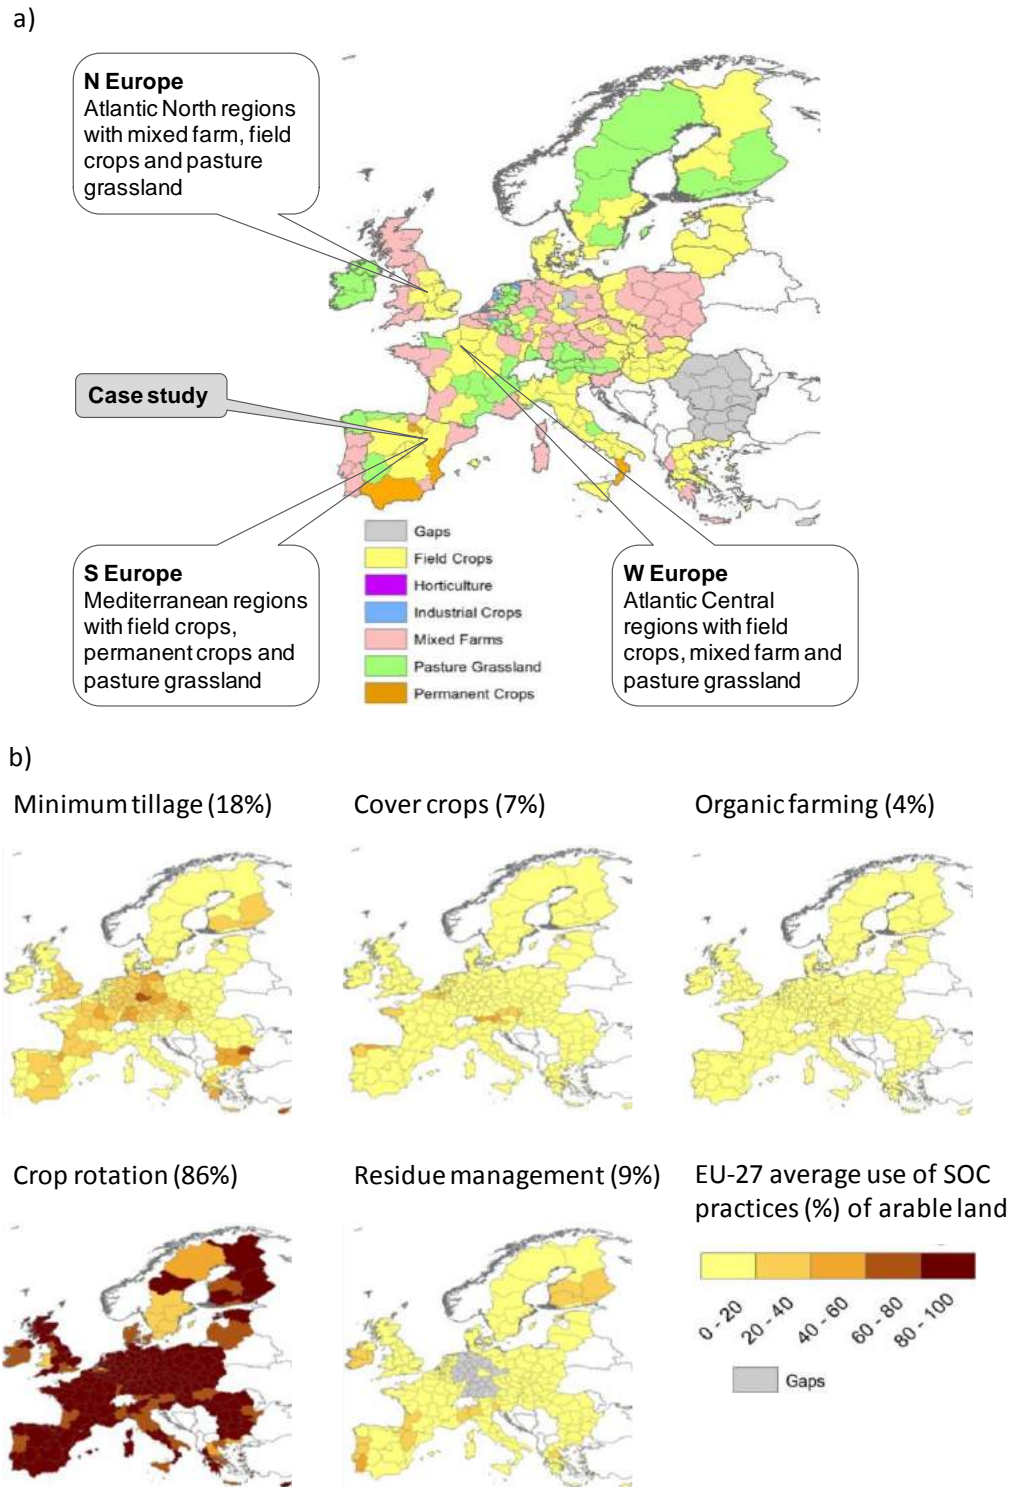 a)
N Europe
Atlantic North regions
with mixed farm, field
crops and pasture
grassland
Case study
S Europe
Mediterranean regions
with field crops,
permanent crops and
pasture grassland
Gaps
Field Crops
Horticulture
Industrial Crops
Mixed Farms
Pasture Grassland
Permanent Crops
W Europe
Atlantic Central
regions with field
crops, mixed farm and
pasture grassland
b)
Minimum tillage (18%)
Cover crops (7%)
Organic farming (4%)
Crop rotation (86%)
Residue management (9%)
EU-27 average use of SOC
practices (%) of arable land
0 - 20
20 - 40
40 - 60
60 - 80
80 - 100
Gaps